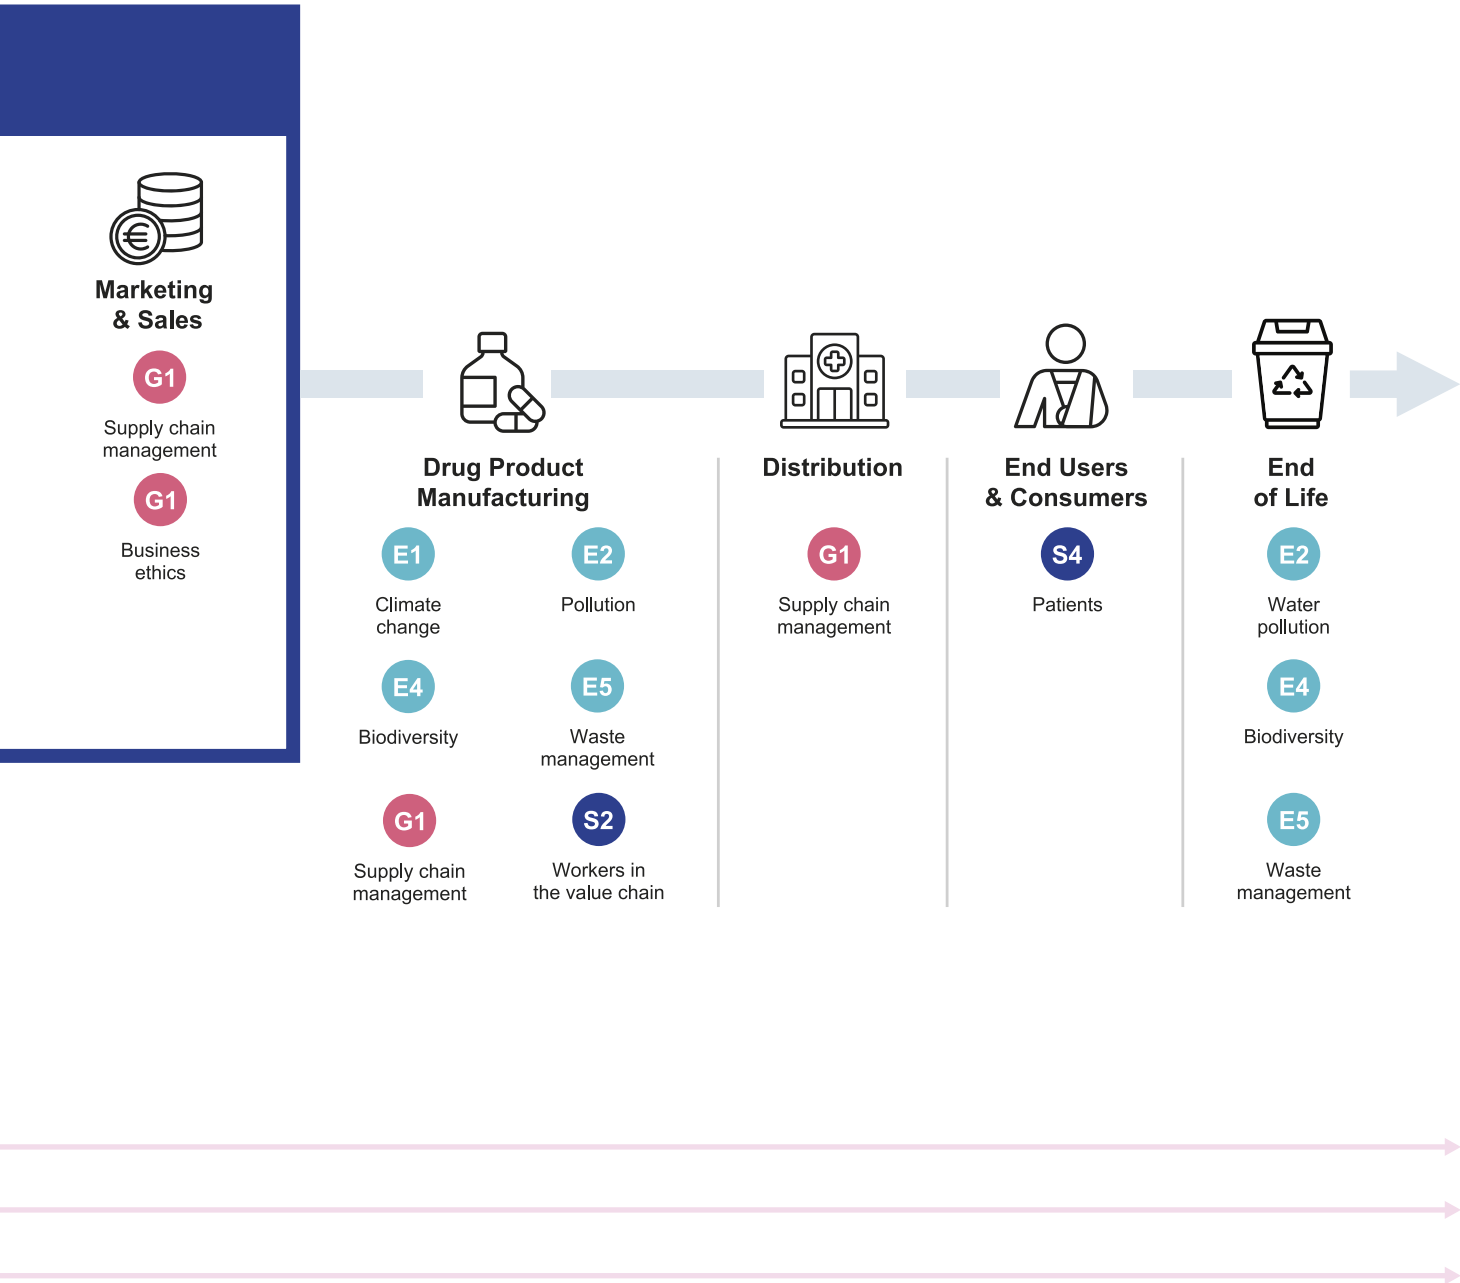 Marketing
& Sales
G1
Supply chain
management
G1
Business
ethics
Drug Product
Manufacturing
E1
Climate
change
E2
Pollution
E4
Biodiversity
E5
Waste
management
G1
Supply chain
management
S2
Workers in
the value chain
Distribution
G1
Supply chain
management
End Users
& Consumers
S4
Patients
End
of Life
E2
Water
pollution
E4
Biodiversity
E5
Waste
management